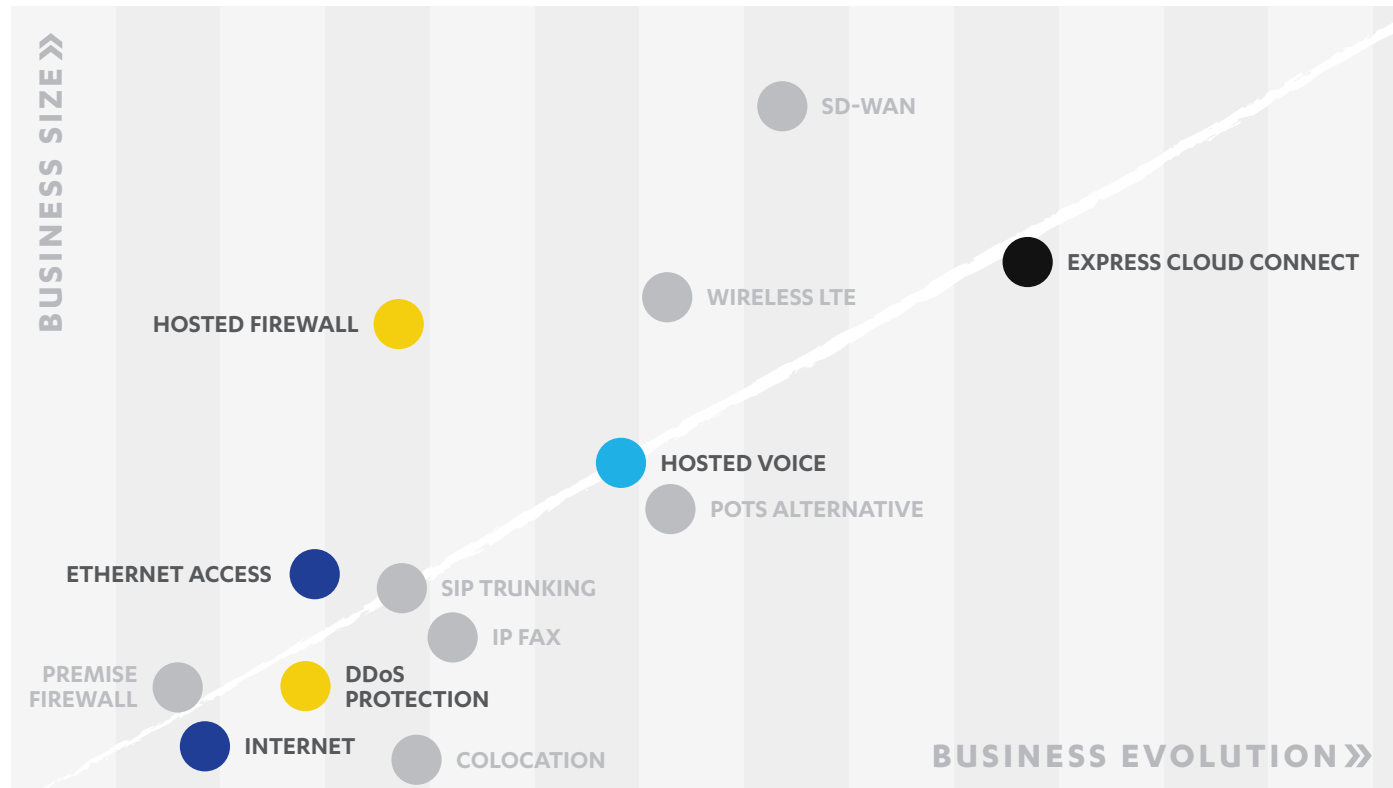 BUSINESS SIZE »
SD-WAN
EXPRESS CLOUD CONNECT
WIRELESS LTE
HOSTED FIREWALL
HOSTED VOICE
POTS ALTERNATIVE
ETHERNET ACCESS
SIP TRUNKING
IP FAX
PREMISE
FIREWALL
DDoS
PROTECTION
INTERNET
COLOCATION
BUSINESS EVOLUTION »